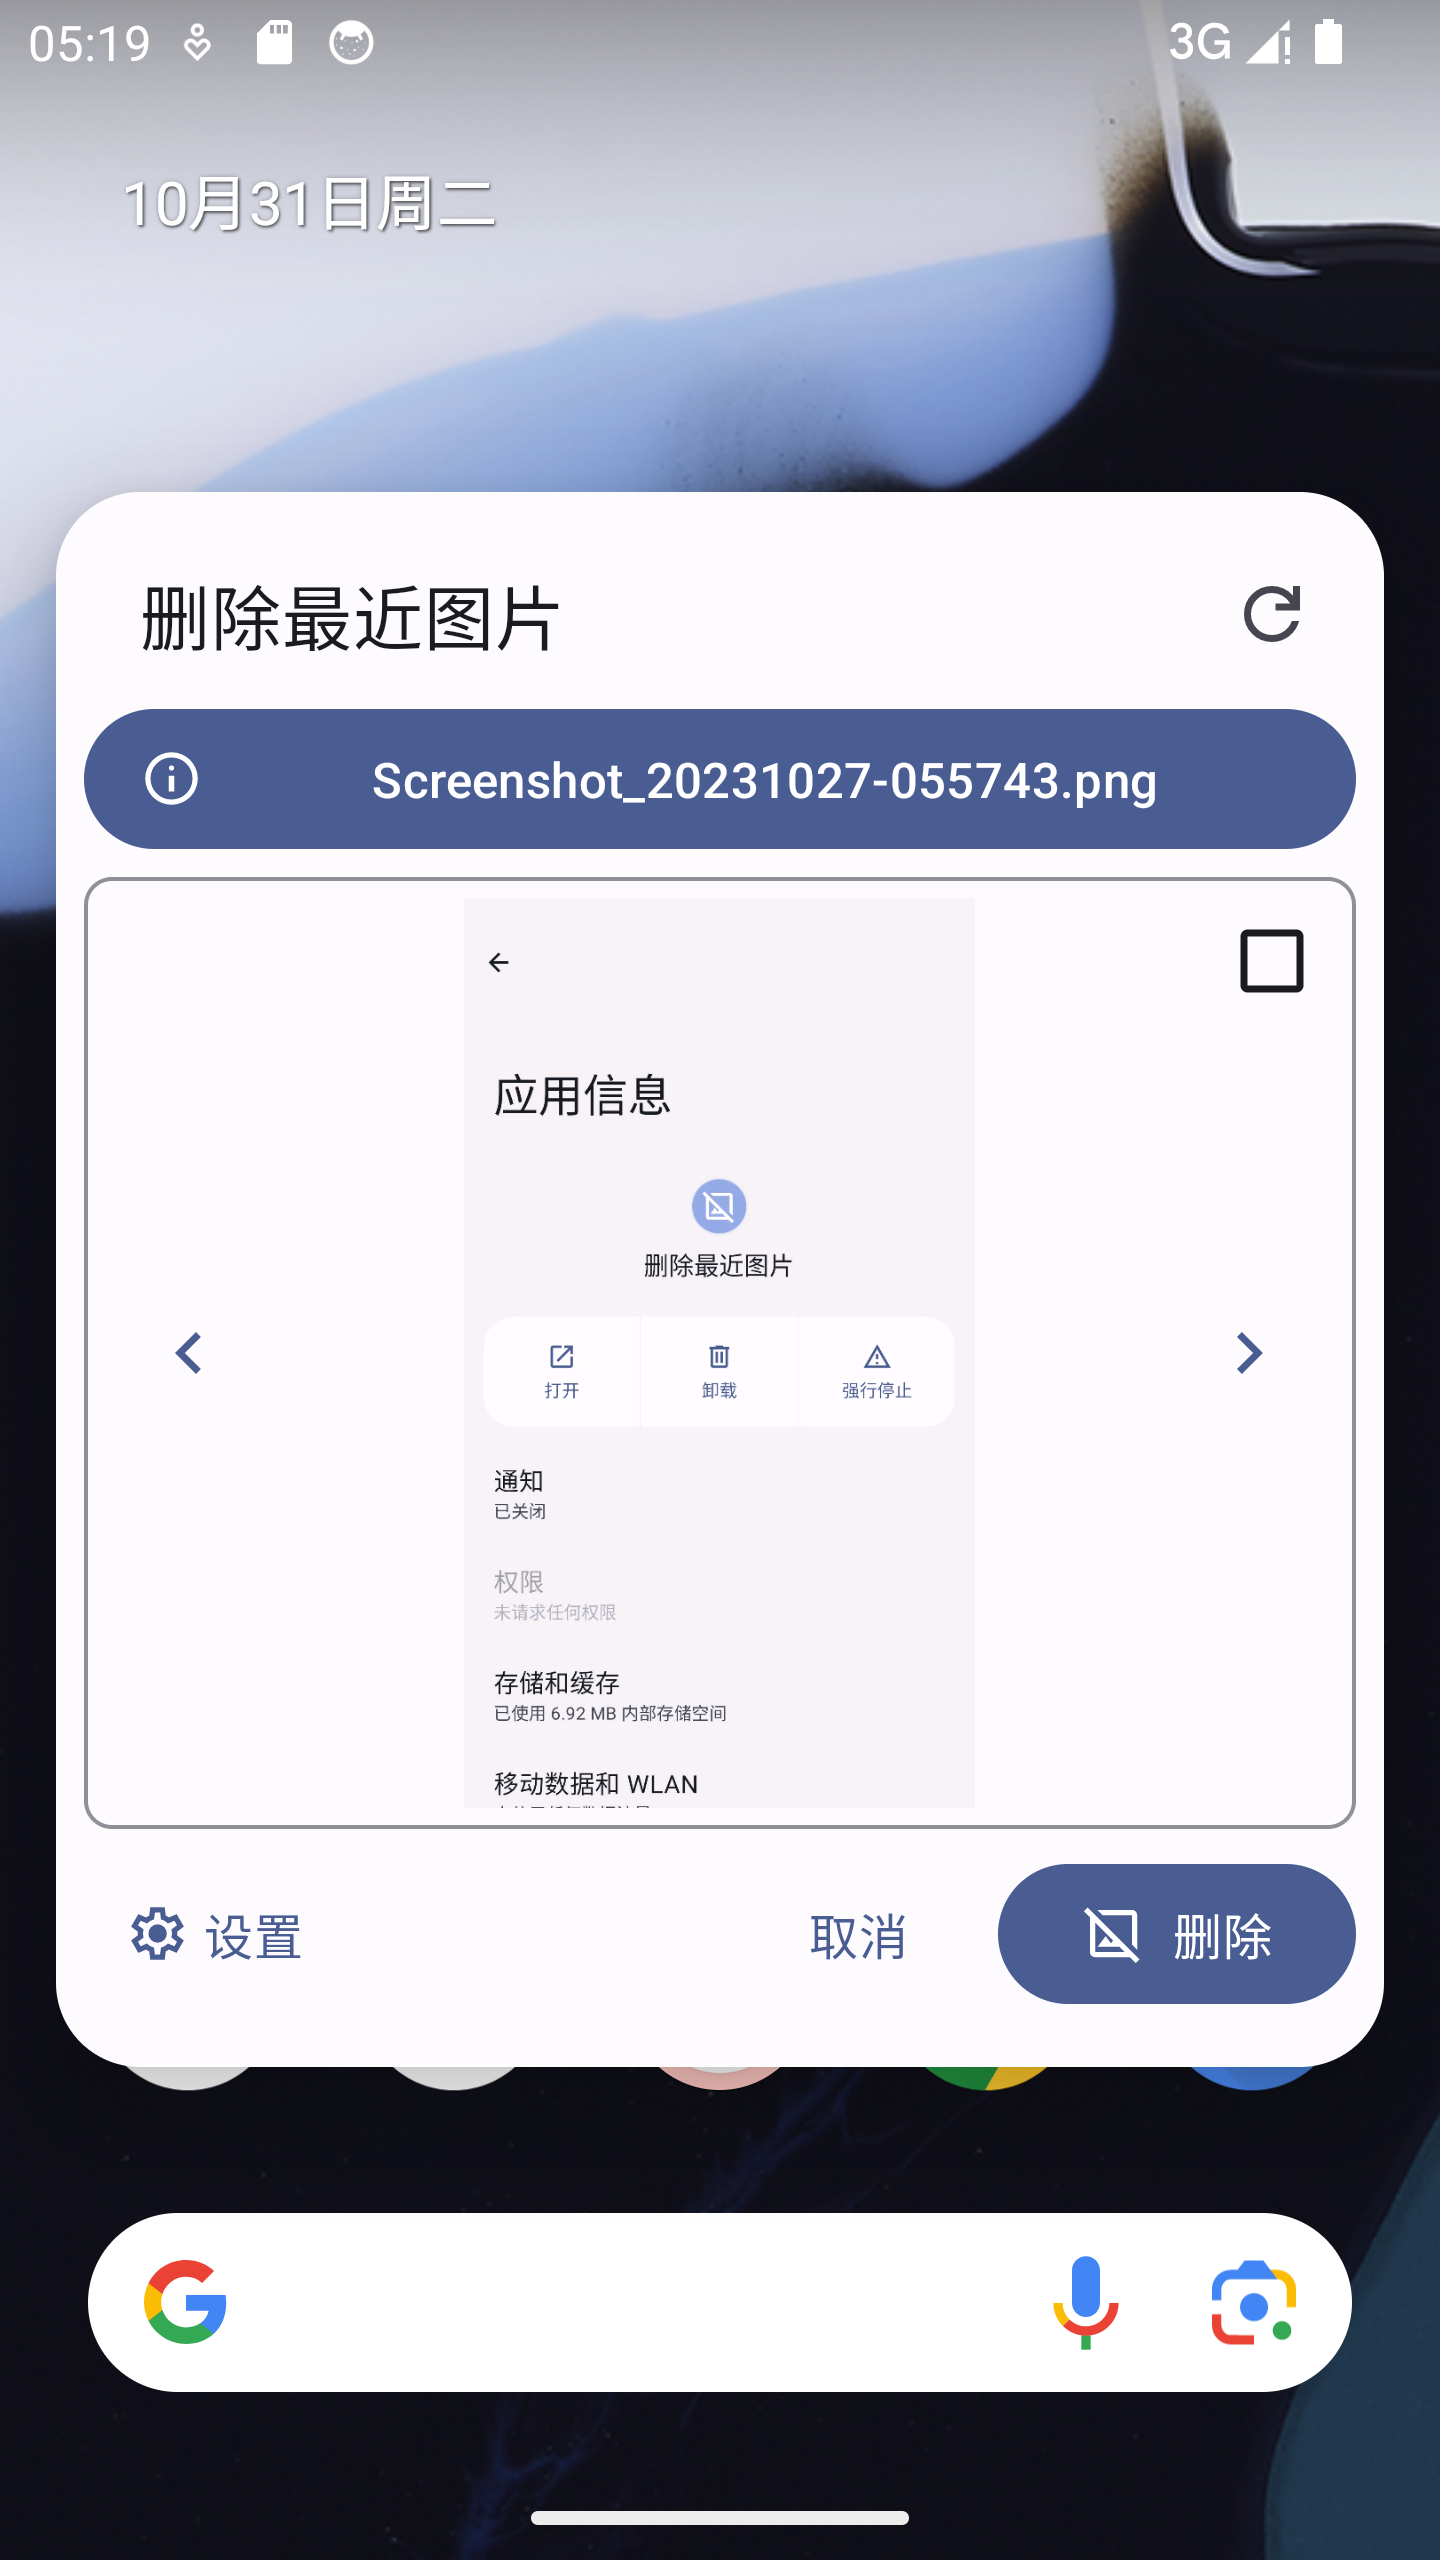 05:19
3G
10月31日周二
删除最近图片
Screenshot_20231027-055743.png
应用信息
删除最近图片
打开
卸载
强行停止
通知
已关闭
权限
未请求任何权限
存储和缓存
已使用 6.92 MB 内部存储空间
移动数据和 WLAN
设置
取消
删除